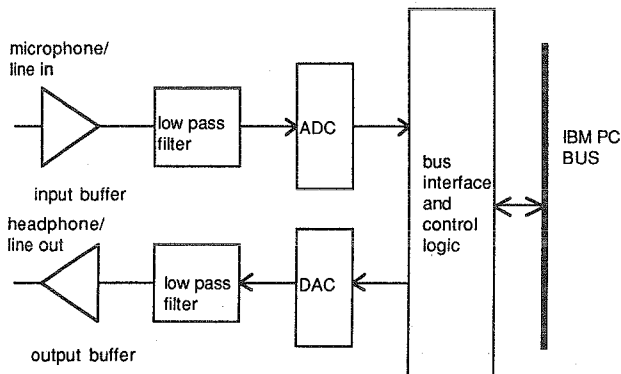 microphone/
line in
input buffer
low pass
filter
ADC
bus
interface
and
control
logic
IBM PC
BUS
headphone/
line out
output buffer
low pass
filter
DAC